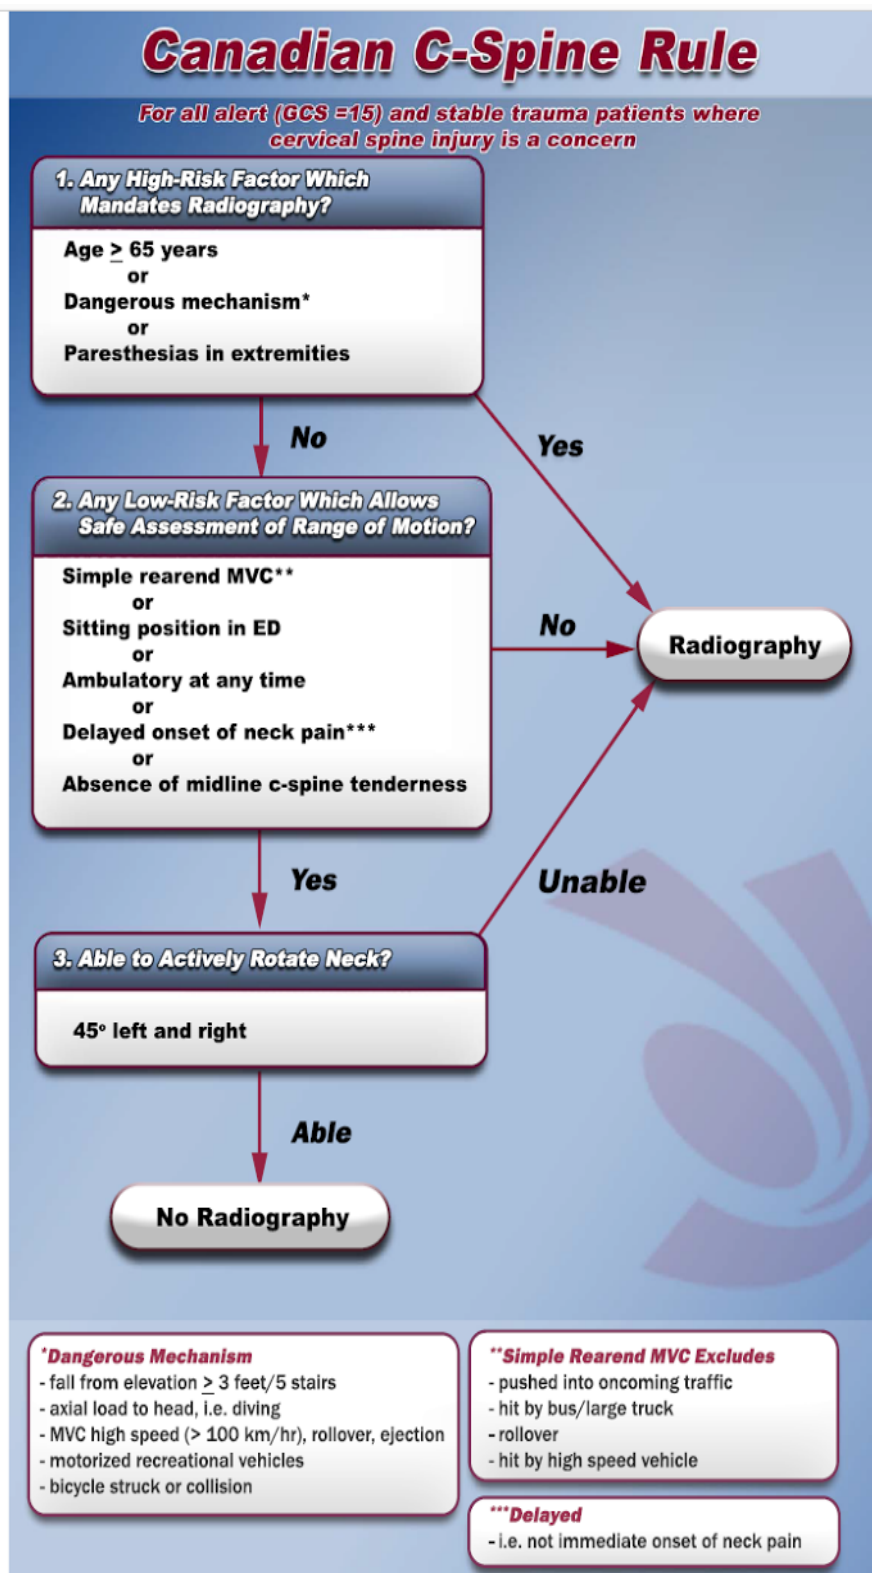 Canadian C-Spine Rule
For all alert (GCS =15) and stable trauma patients where
cervical spine injury is a concern
1. Any High-Risk Factor Which
Mandates Radiography?
Age ≥ 65 years
or
Dangerous mechanism*
or
Paresthesias in extremities
No
Yes
2. Any Low-Risk Factor Which Allows
Safe Assessment of Range of Motion?
Simple rearend MVC**
or
Sitting position in ED
or
Ambulatory at any time
or
Delayed onset of neck pain***
or
Absence of midline c-spine tenderness
No
Radiography
Yes
Unable
3. Able to Actively Rotate Neck?
45º left and right
Able
No Radiography
*Dangerous Mechanism
- fall from elevation ≥ 3 feet/5 stairs
- axial load to head, i.e. diving
- MVC high speed (> 100 km/hr), rollover, ejection
- motorized recreational vehicles
- bicycle struck or collision
**Simple Rearend MVC Excludes
- pushed into oncoming traffic
- hit by bus/large truck
- rollover
- hit by high speed vehicle
***Delayed
- i.e. not immediate onset of neck pain